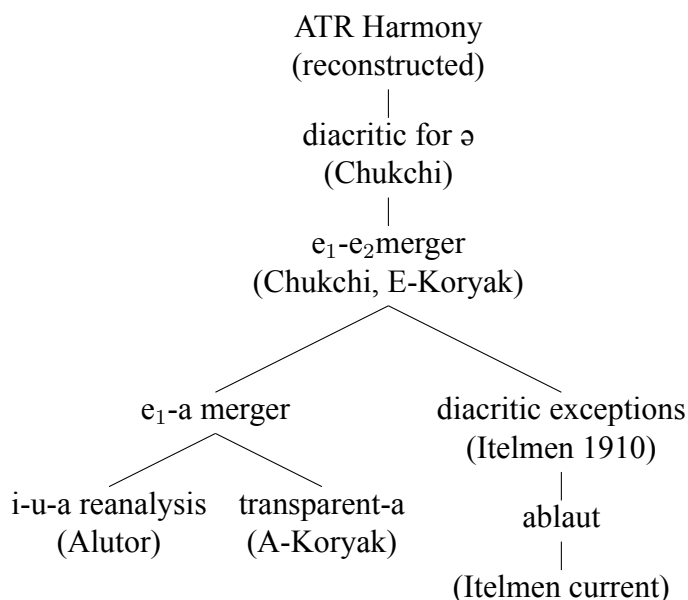 ATR Harmony
(reconstructed)
diacritic for ə
(Chukchi)
e₁-e₂merger
(Chukchi, E-Koryak)
e₁-a merger
diacritic exceptions
(Itelmen 1910)
i-u-a reanalysis
(Alutor)
transparent-a
(A-Koryak)
ablaut
(Itelmen current)